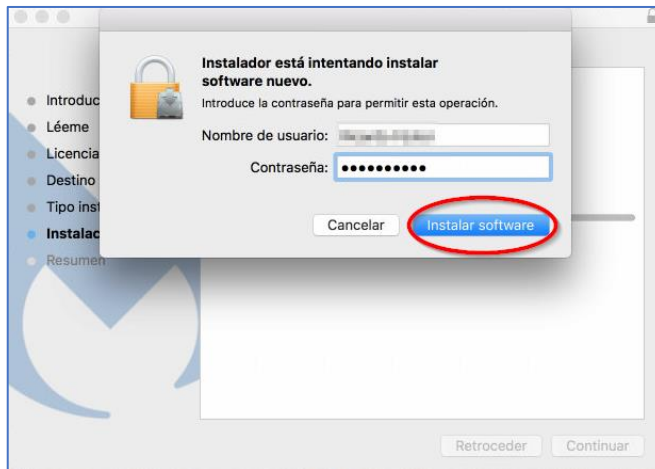 Instalador está intentando instalar
software nuevo.
Introduce la contraseña para permitir esta operación.
Nombre de usuario:
Contraseña: ●●●●●●●●●●
Cancelar
Instalar software
Introduc
Léeme
Licencia
Destino
Tipo inst
Instalac
Resumen
Retroceder
Continuar